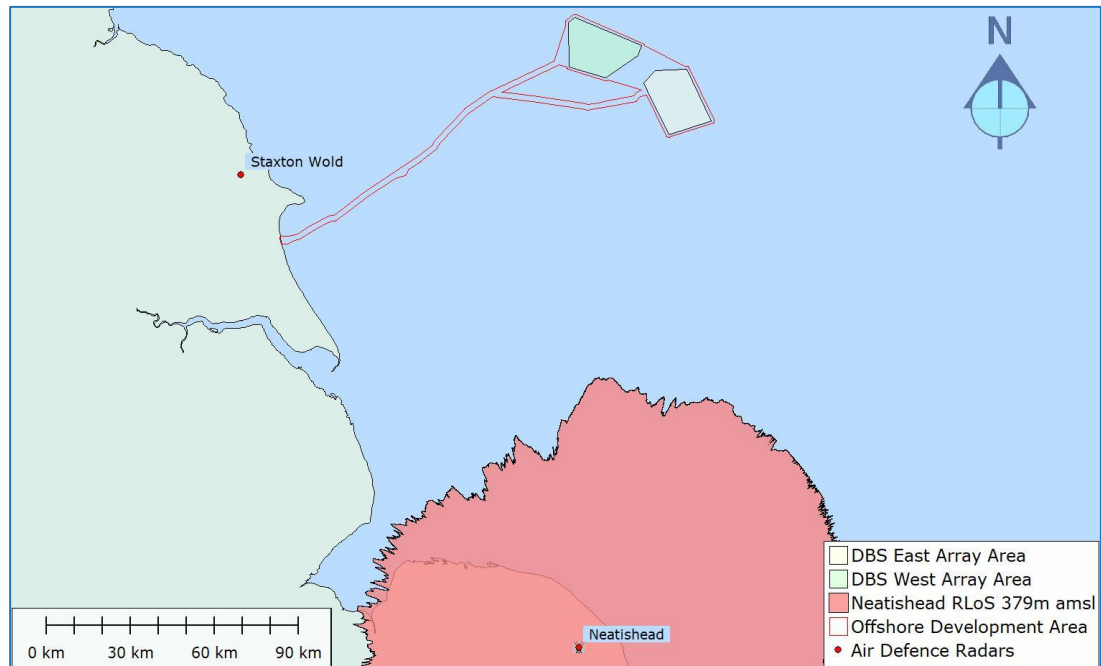 N
Staxton Wold
Neatishead
0 km 30 km 60 km 90 km
DBS East Array Area
DBS West Array Area
Neatishead RLoS 379m amsl
Offshore Development Area
Air Defence Radars